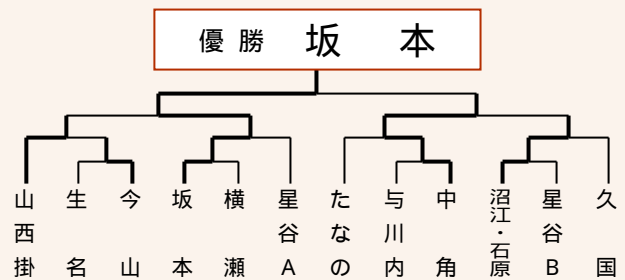 優勝 坂本
山西掛
生名
今山
坂本
横瀬
星谷A
たなの
与川内
中角
沼江・石原
星谷B
久国